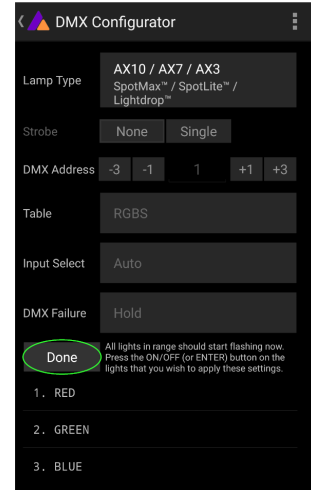 DMX Configurator
Lamp Type
AX10 / AX7 / AX3
SpotMax™ / SpotLite™ /
Lightdrop™
Strobe None Single
DMX Address -3 -1 1 +1 +3
Table RGBS
Input Select Auto
DMX Failure Hold
Done
All lights in range should start flashing now.
Press the ON/OFF (or ENTER) button on the
lights that you wish to apply these settings.
1. RED
2. GREEN
3. BLUE